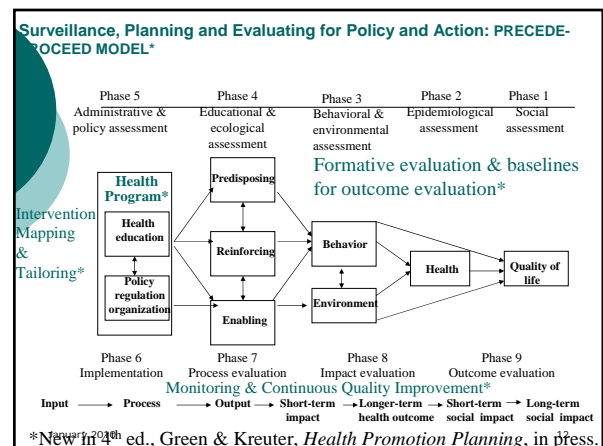 Surveillance, Planning and Evaluating for Policy and Action: PRECEDE-
PROCEED MODEL*
Phase 5
Administrative &
policy assessment
Phase 4
Educational &
ecological
assessment
Phase 3
Behavioral &
environmental
assessment
Phase 2
Epidemiological
assessment
Phase 1
Social
assessment
Formative evaluation & baselines
for outcome evaluation*
Intervention
Mapping
&
Tailoring*
Health
Program*
Health
education
Policy
regulation
organization
Predisposing
Reinforcing
Enabling
Behavior
Environment
Health
Quality of
life
Phase 6
Implementation
Phase 7
Process evaluation
Phase 8
Impact evaluation
Phase 9
Outcome evaluation
Monitoring & Continuous Quality Improvement*
Input
Process
Output
Short-term
impact
Longer-term
health outcome
Short-term
social impact
Long-term
social impact
*New in 4th ed., Green & Kreuter, Health Promotion Planning, in press.
12